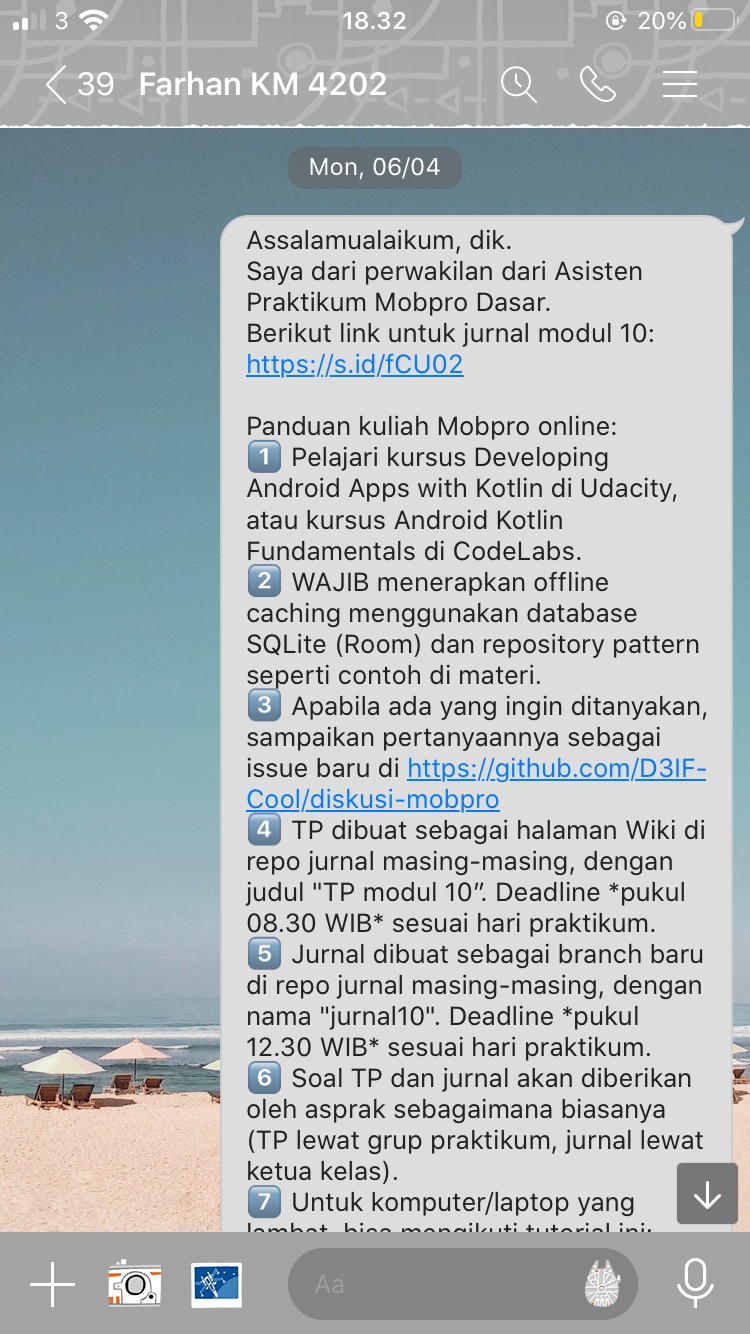 3
18.32
20%
39 Farhan KM 4202
Mon, 06/04
Assalamualaikum, dik.
Saya dari perwakilan dari Asisten
Praktikum Mobpro Dasar.
Berikut link untuk jurnal modul 10:
https://s.id/fCU02
Panduan kuliah Mobpro online:
1️⃣ Pelajari kursus Developing
Android Apps with Kotlin di Udacity,
atau kursus Android Kotlin
Fundamentals di CodeLabs.
2️⃣ WAJIB menerapkan offline
caching menggunakan database
SQLite (Room) dan repository pattern
seperti contoh di materi.
3️⃣ Apabila ada yang ingin ditanyakan,
sampaikan pertanyaannya sebagai
issue baru di https://github.com/D3IF-
Cool/diskusi-mobpro
4️⃣ TP dibuat sebagai halaman Wiki di
repo jurnal masing-masing, dengan
judul "TP modul 10”. Deadline *pukul
08.30 WIB* sesuai hari praktikum.
5️⃣ Jurnal dibuat sebagai branch baru
di repo jurnal masing-masing, dengan
nama "jurnal10". Deadline *pukul
12.30 WIB* sesuai hari praktikum.
6️⃣ Soal TP dan jurnal akan diberikan
oleh asprak sebagaimana biasanya
(TP lewat grup praktikum, jurnal lewat
ketua kelas).
7️⃣ Untuk komputer/laptop yang
lambat, bisa mengikuti tutorial ini:
Aa